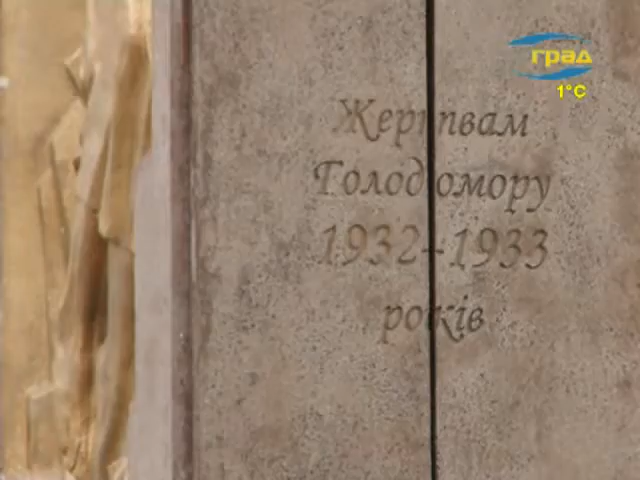 град
1°C
Жертвам
Голодомору
1932-1933
років